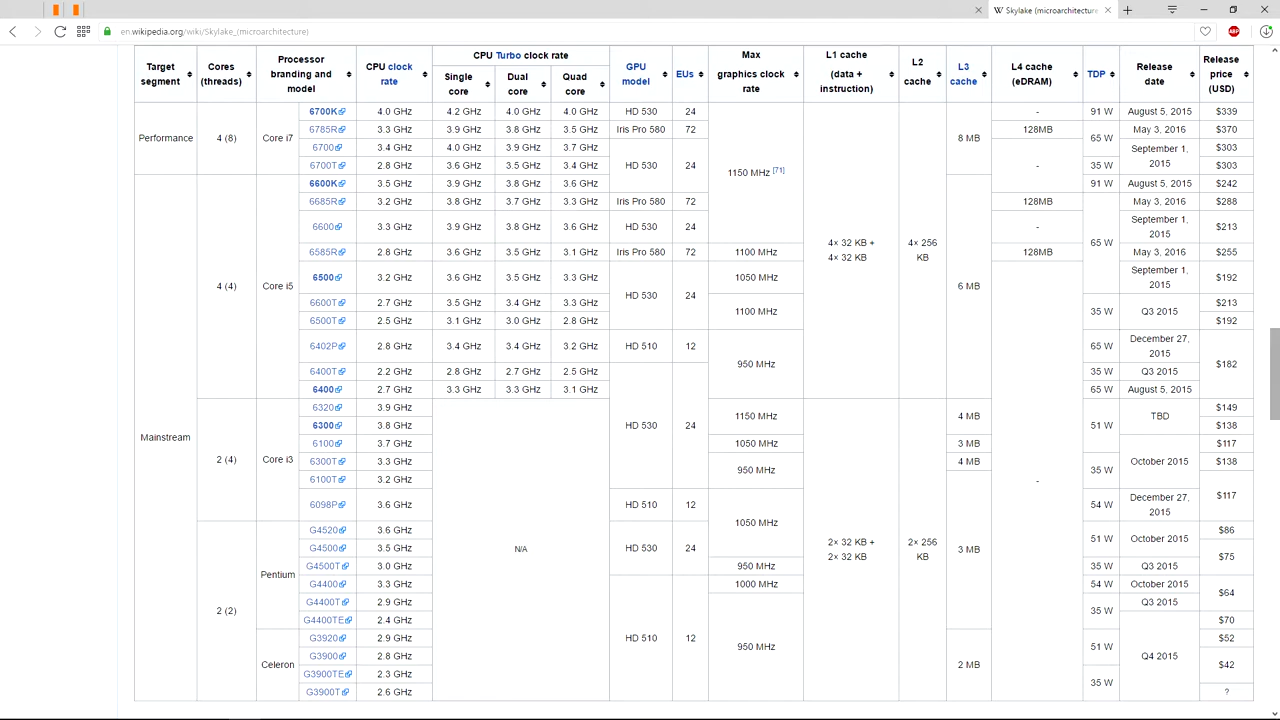 W Skylake (microarchitecture
en.wikipedia.org/wiki/Skylake_(microarchitecture)
ABP
Target segment Cores (threads) Processor branding and model CPU clock rate CPU Turbo clock rate GPU model EUs Max graphics clock rate L1 cache (data + instruction) L2 cache L3 cache L4 cache (eDRAM) TDP Release date Release price (USD)
Single core Dual core Quad core
Performance 4 (8) Core i7 6700K 4.0 GHz 4.2 GHz 4.0 GHz 4.0 GHz HD 530 24 1150 MHz [71] 4× 32 KB + 4× 32 KB 4× 256 KB 8 MB - 91 W August 5, 2015 $339
6785R 3.3 GHz 3.9 GHz 3.8 GHz 3.5 GHz Iris Pro 580 72 128MB 65 W May 3, 2016 $370
6700 3.4 GHz 4.0 GHz 3.9 GHz 3.7 GHz HD 530 24 - September 1, 2015 $303
6700T 2.8 GHz 3.6 GHz 3.5 GHz 3.4 GHz 35 W $303
Mainstream 4 (4) Core i5 6600K 3.5 GHz 3.9 GHz 3.8 GHz 3.6 GHz 6 MB 91 W August 5, 2015 $242
6685R 3.2 GHz 3.8 GHz 3.7 GHz 3.3 GHz Iris Pro 580 72 128MB 65 W May 3, 2016 $288
6600 3.3 GHz 3.9 GHz 3.8 GHz 3.6 GHz HD 530 24 - September 1, 2015 $213
6585R 2.8 GHz 3.6 GHz 3.5 GHz 3.1 GHz Iris Pro 580 72 1100 MHz 128MB May 3, 2016 $255
6500 3.2 GHz 3.6 GHz 3.5 GHz 3.3 GHz HD 530 24 1050 MHz - September 1, 2015 $192
6600T 2.7 GHz 3.5 GHz 3.4 GHz 3.3 GHz 1100 MHz 35 W Q3 2015 $213
6500T 2.5 GHz 3.1 GHz 3.0 GHz 2.8 GHz $192
6402P 2.8 GHz 3.4 GHz 3.4 GHz 3.2 GHz HD 510 12 950 MHz 65 W December 27, 2015 $182
6400T 2.2 GHz 2.8 GHz 2.7 GHz 2.5 GHz HD 530 24 35 W Q3 2015
6400 2.7 GHz 3.3 GHz 3.3 GHz 3.1 GHz 65 W August 5, 2015
2 (4) Core i3 6320 3.9 GHz N/A 1150 MHz 2× 32 KB + 2× 32 KB 2× 256 KB 4 MB 51 W TBD $149
6300 3.8 GHz $138
6100 3.7 GHz 1050 MHz 3 MB October 2015 $117
6300T 3.3 GHz 950 MHz 4 MB 35 W $138
6100T 3.2 GHz 3 MB $117
6098P 3.6 GHz HD 510 12 1050 MHz 54 W December 27, 2015
2 (2) Pentium G4520 3.6 GHz HD 530 24 51 W October 2015 $86
G4500 3.5 GHz $75
G4500T 3.0 GHz 950 MHz 35 W Q3 2015
G4400 3.3 GHz HD 510 12 1000 MHz 54 W October 2015 $64
G4400T 2.9 GHz 950 MHz 35 W Q3 2015
G4400TE 2.4 GHz Q4 2015 $70
Celeron G3920 2.9 GHz 2 MB 51 W $52
G3900 2.8 GHz $42
G3900TE 2.3 GHz 35 W
G3900T 2.6 GHz ?